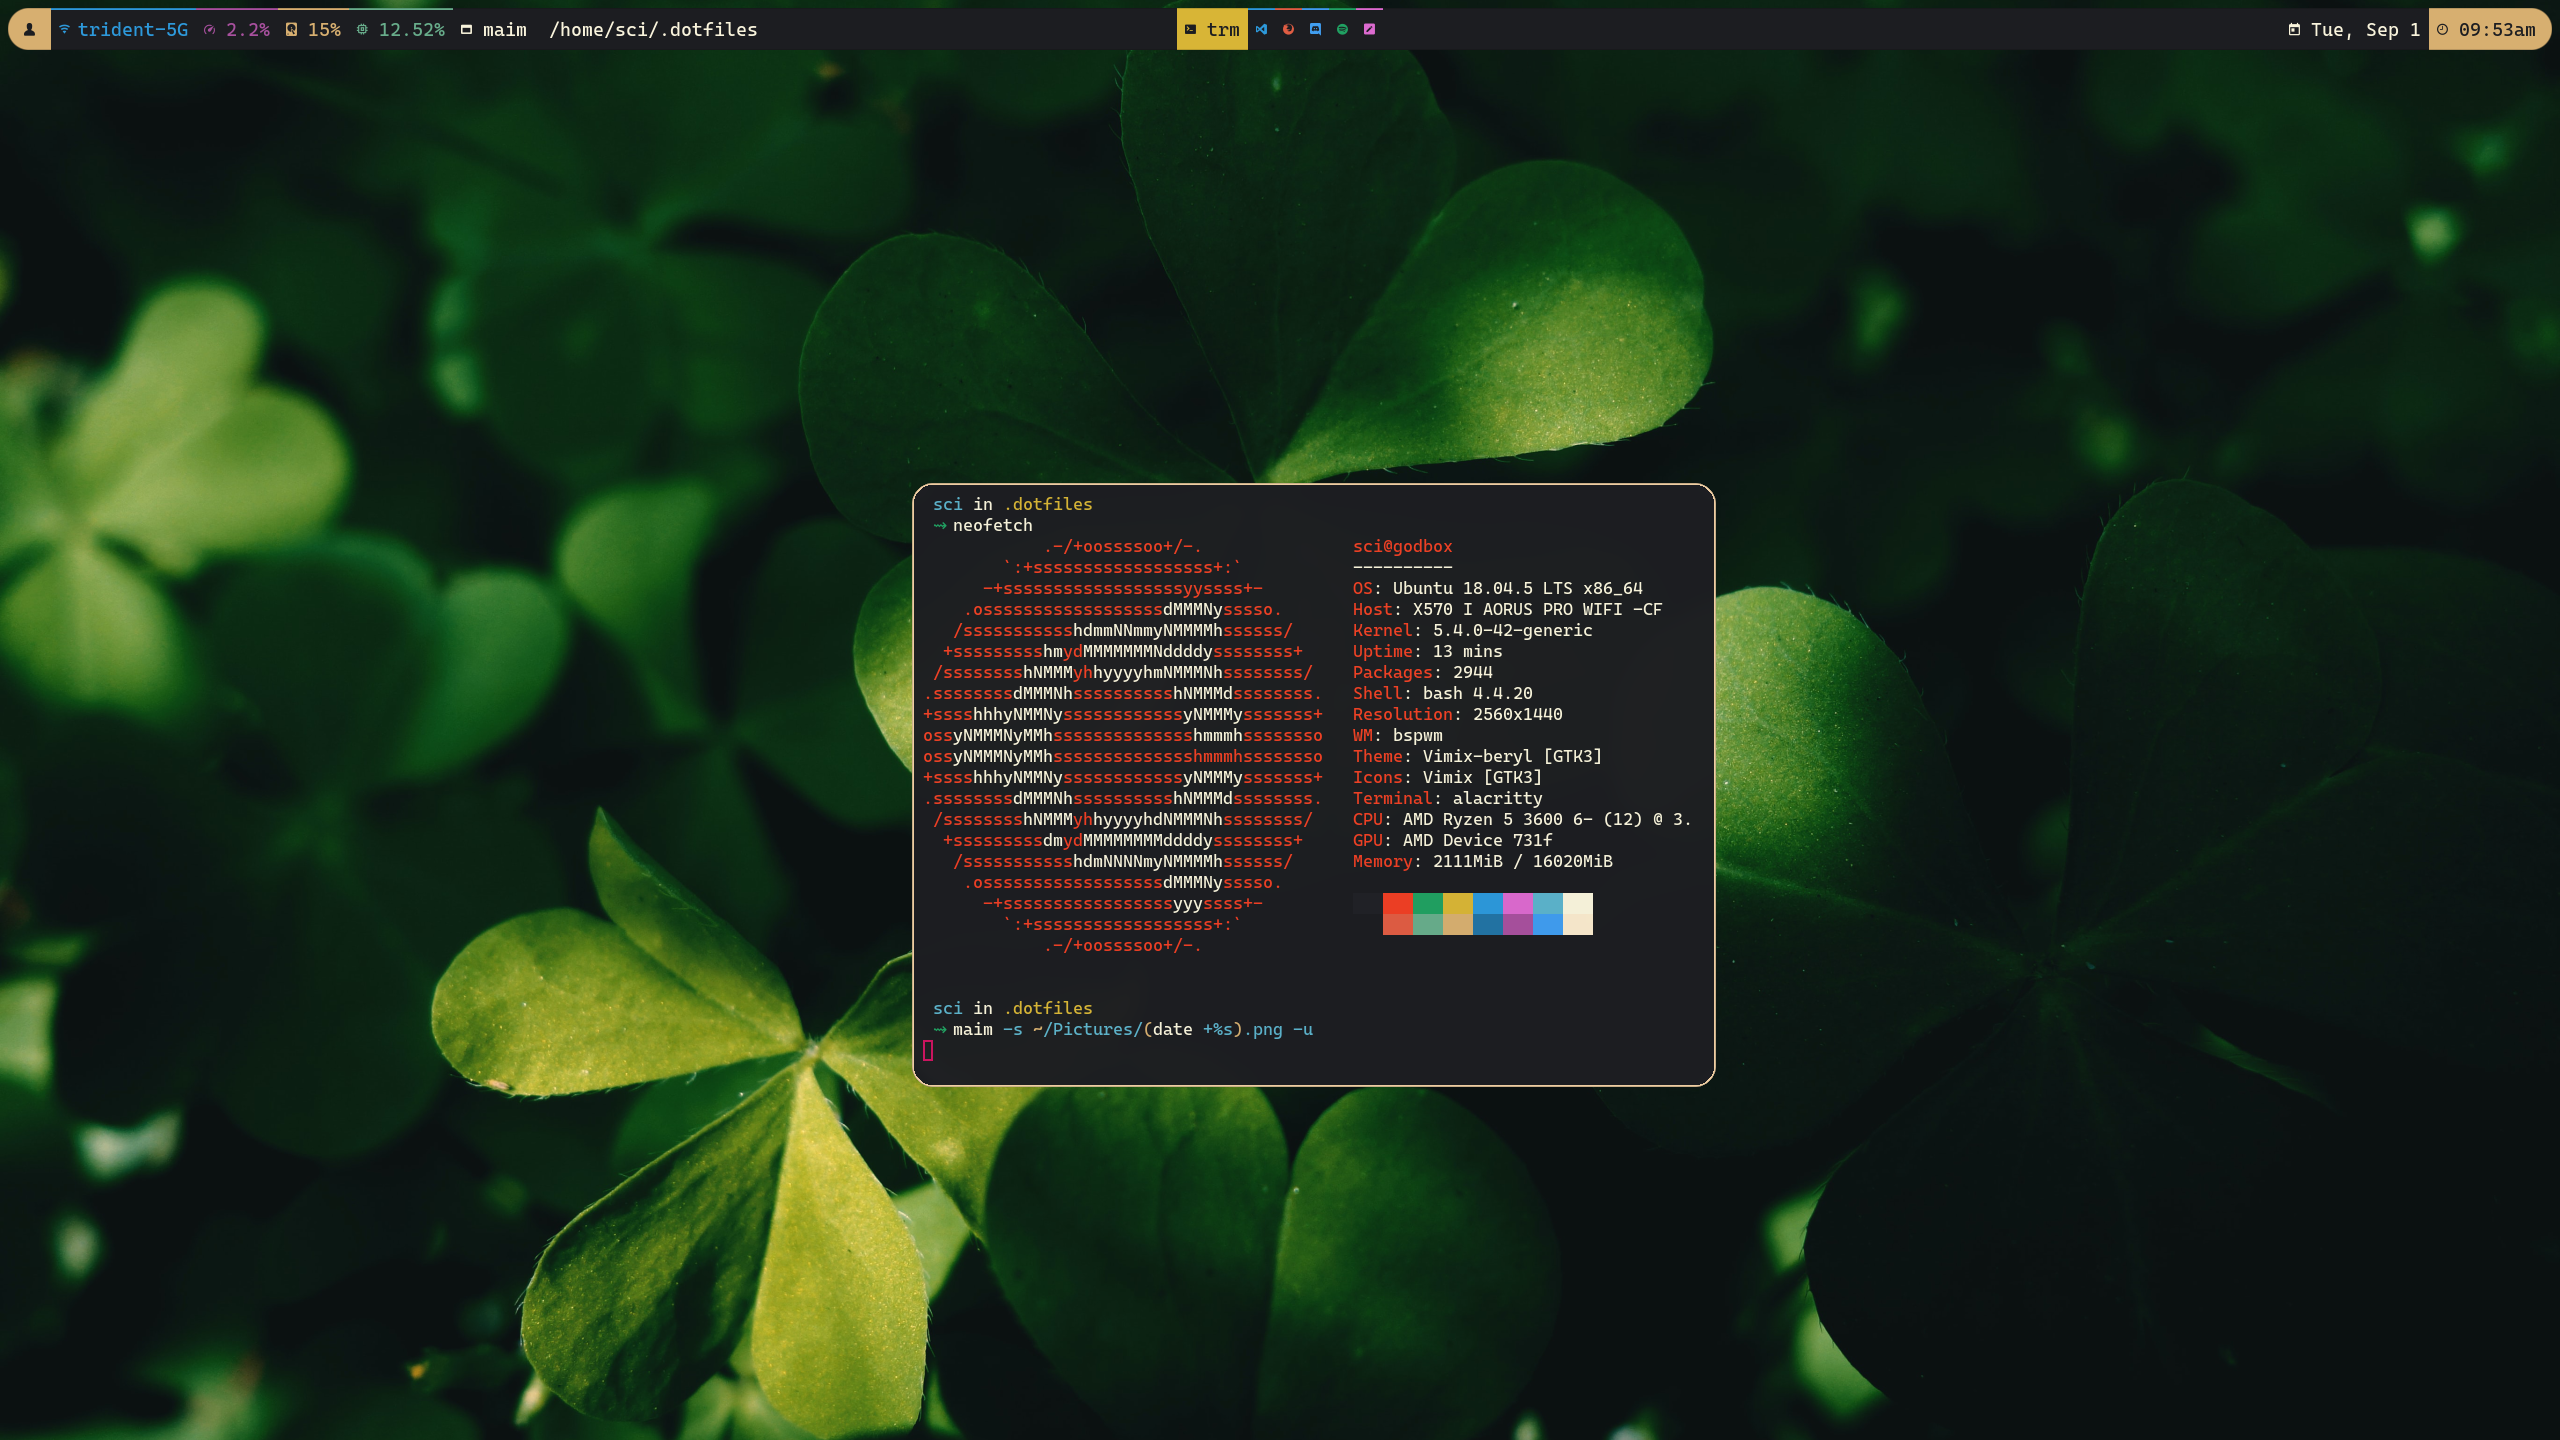 trident-5G 2.2% 15% 12.52% maim /home/sci/.dotfiles trm Tue, Sep 1 09:53am
sci in .dotfiles
⇝ neofetch
.-/+oossssoo+/-. sci@godbox
`:+ssssssssssssssssss+:` ----------
-+ssssssssssssssssssyyssss+- OS: Ubuntu 18.04.5 LTS x86_64
.ossssssssssssssssssdMMMNysssso. Host: X570 I AORUS PRO WIFI -CF
/ssssssssssshdmmNNmmyNMMMMhssssss/ Kernel: 5.4.0-42-generic
+ssssssssshmydMMMMMMMNddddyssssssss+ Uptime: 13 mins
/sssssssshNMMMyhhyyyyhmNMMMNhssssssss/ Packages: 2944
.ssssssssdMMMNhsssssssssshNMMMdssssssss. Shell: bash 4.4.20
+sssshhhyNMMNyssssssssssssyNMMMysssssss+ Resolution: 2560x1440
ossyNMMMNyMMhsssssssssssssshmmmhssssssso WM: bspwm
ossyNMMMNyMMhsssssssssssssshmmmhssssssso Theme: Vimix-beryl [GTK3]
+sssshhhyNMMNyssssssssssssyNMMMysssssss+ Icons: Vimix [GTK3]
.ssssssssdMMMNhsssssssssshNMMMdssssssss. Terminal: alacritty
/sssssssshNMMMyhhyyyyhdNMMMNhssssssss/ CPU: AMD Ryzen 5 3600 6- (12) @ 3.
+sssssssssdmydMMMMMMMMddddyssssssss+ GPU: AMD Device 731f
/ssssssssssshdmNNNNmyNMMMMhssssss/ Memory: 2111MiB / 16020MiB
.ossssssssssssssssssdMMMNysssso.
-+sssssssssssssssssyyyssss+-
`:+ssssssssssssssssss+:`
.-/+oossssoo+/-.
sci in .dotfiles
⇝ maim -s ~/Pictures/(date +%s).png -u